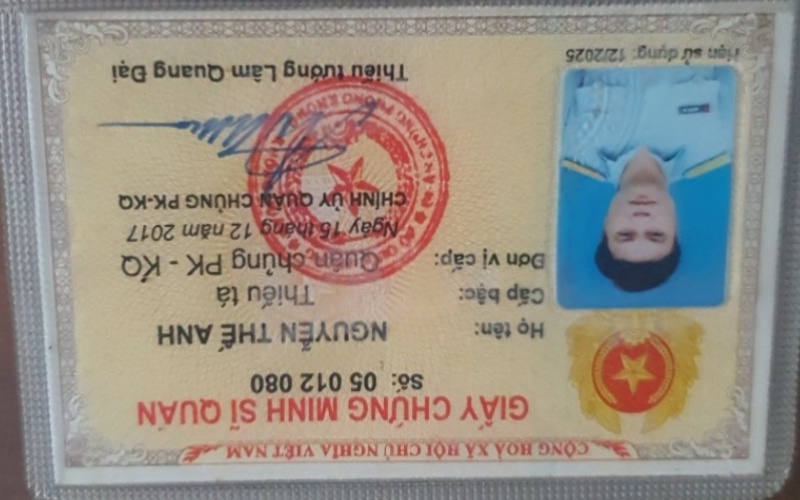 CỘNG HOÀ XÃ HỘI CHỦ NGHĨA VIỆT NAM
GIẤY CHỨNG MINH SĨ QUAN
Số: 05 012 080
Họ tên: NGUYỄN THẾ ANH
Cấp bậc: Thiếu tá
Đơn vị cấp: Quân chủng PK - KQ
Ngày 15 tháng 12 năm 2017
CHÍNH ỦY QUÂN CHỦNG PK-KQ
Thiếu tướng Lâm Quang Đại
Hạn sử dụng: 12/2025